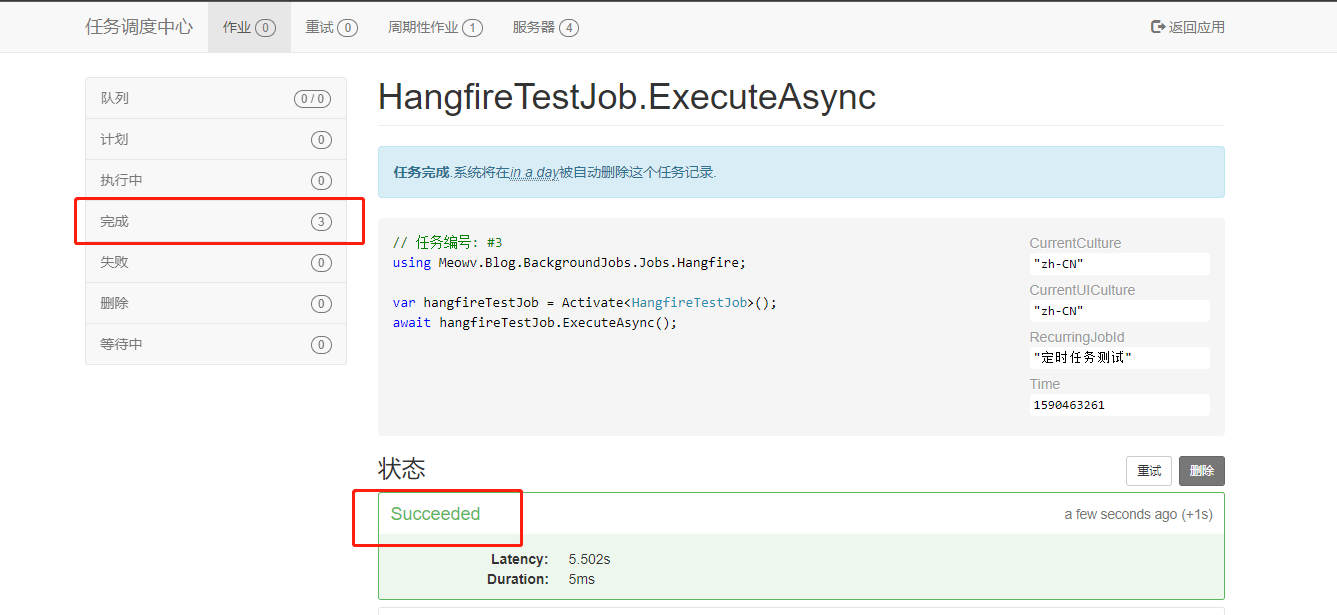 任务调度中心 作业 0 重试 0 周期性作业 1 服务器 4 返回应用
队列 0 / 0
计划 0
执行中 0
完成 3
失败 0
删除 0
等待中 0
HangfireTestJob.ExecuteAsync
任务完成.系统将在in a day被自动删除这个任务记录.
// 任务编号: #3
using Meowv.Blog.BackgroundJobs.Jobs.Hangfire;
var hangfireTestJob = Activate<HangfireTestJob>();
await hangfireTestJob.ExecuteAsync();
CurrentCulture
"zh-CN"
CurrentUICulture
"zh-CN"
RecurringJobId
"定时任务测试"
Time
1590463261
状态 重试 删除
Succeeded a few seconds ago (+1s)
Latency: 5.502s
Duration: 5ms